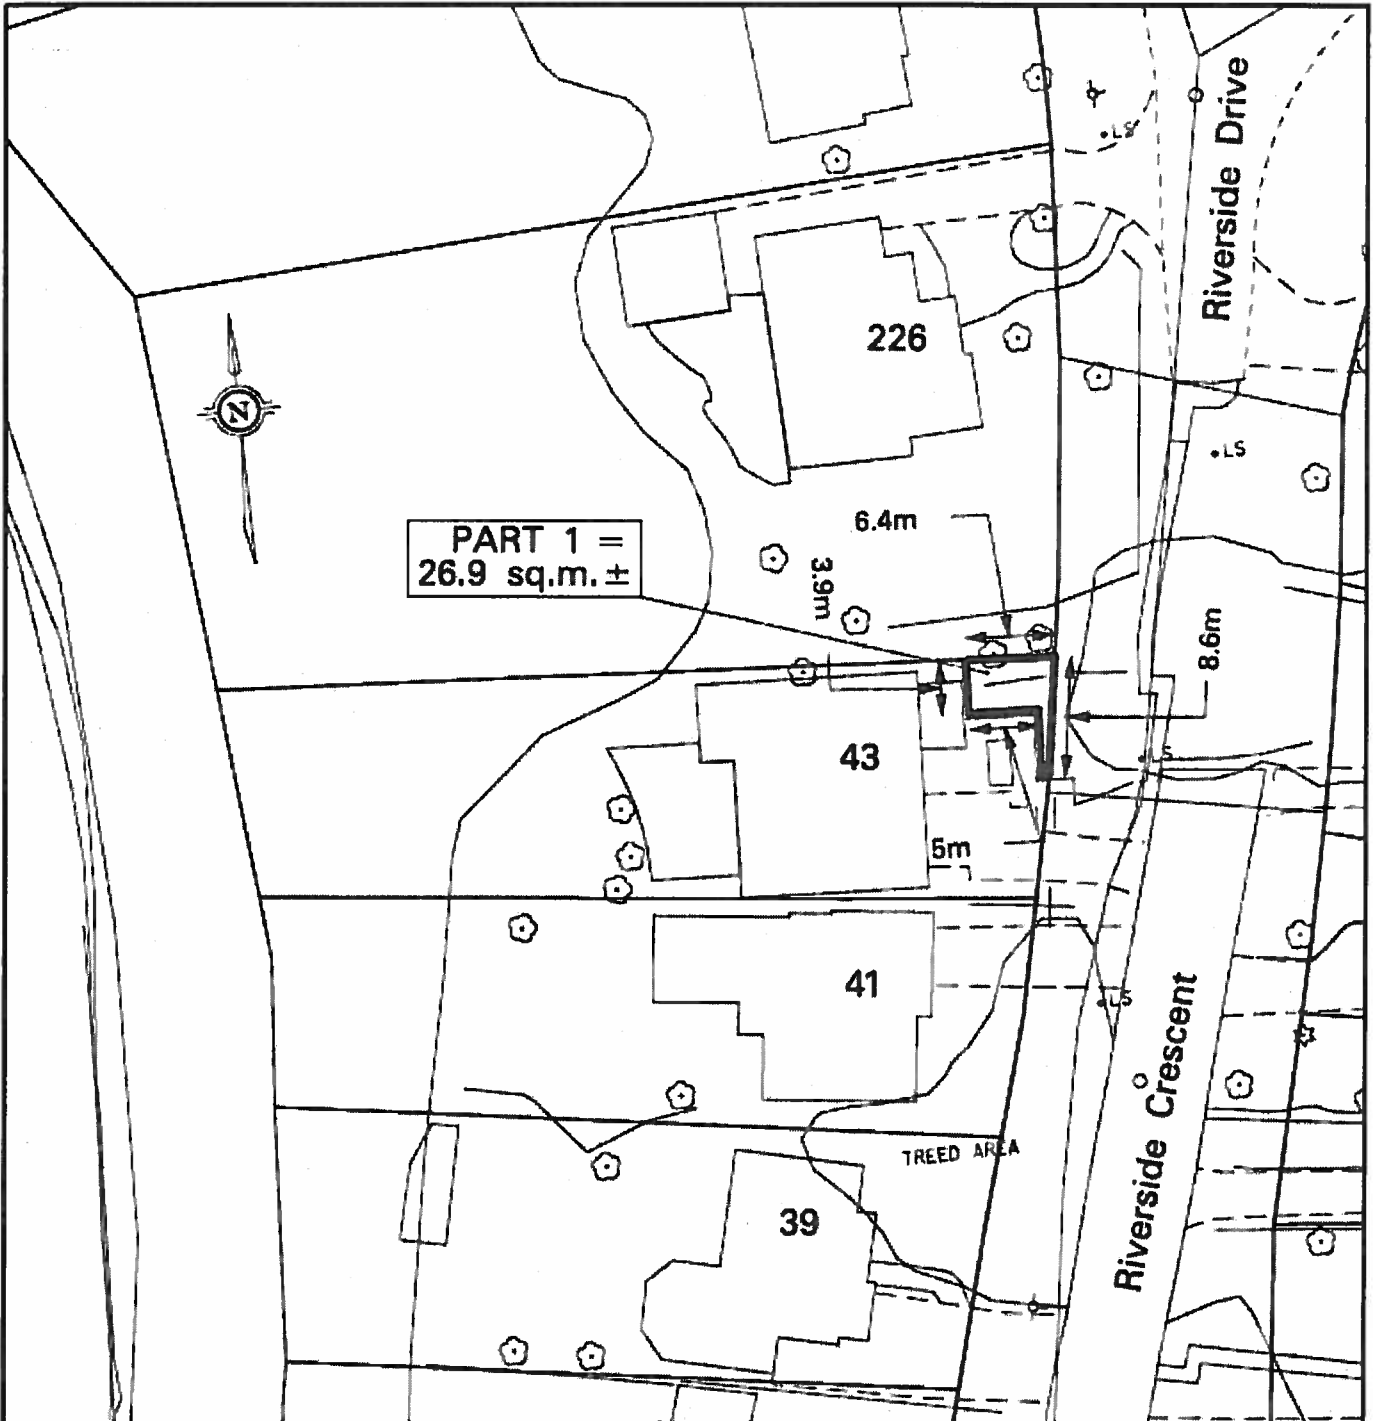 LS
Riverside Drive
226
N
LS
6.4m
PART 1 =
26.9 sq.m.±
3.9m
8.6m
43
LS
5m
41
LS
Riverside Crescent
TREED AREA
39